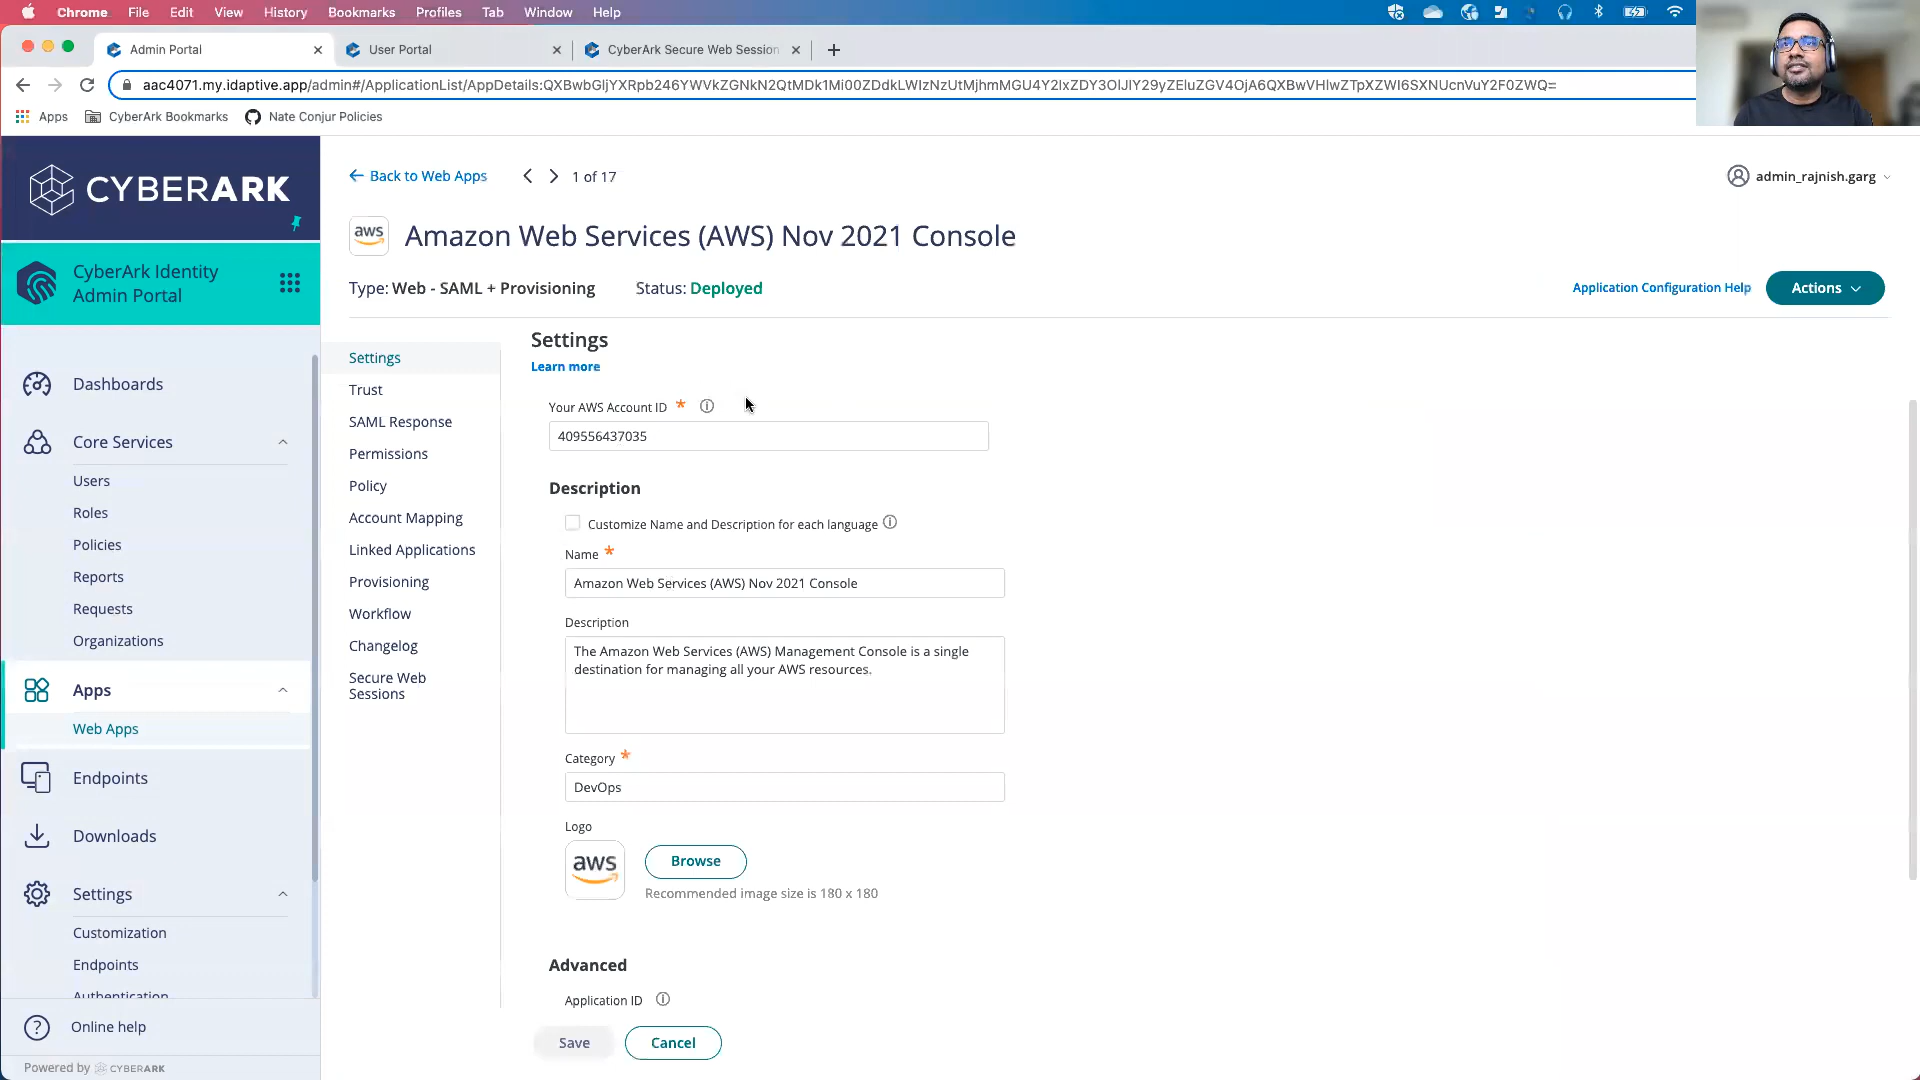 Chrome File Edit View History Bookmarks Profiles Tab Window Help
Admin Portal
User Portal
CyberArk Secure Web Session
Apps
CyberArk Bookmarks
Nate Conjur Policies
CYBERARK
Back to Web Apps
1 of 17
admin_rajnish.garg
aws
Amazon Web Services (AWS) Nov 2021 Console
CyberArk Identity
Admin Portal
Type: Web - SAML + Provisioning
Status: Deployed
Application Configuration Help
Actions
Dashboards
Core Services
Users
Roles
Policies
Reports
Requests
Organizations
Apps
Web Apps
Endpoints
Downloads
Settings
Customization
Endpoints
Authentication
Online help
Powered by CYBERARK
Settings
Trust
SAML Response
Permissions
Policy
Account Mapping
Linked Applications
Provisioning
Workflow
Changelog
Secure Web
Sessions
Settings
Learn more
Your AWS Account ID *
409556437035
Description
Customize Name and Description for each language
Name *
Amazon Web Services (AWS) Nov 2021 Console
Description
The Amazon Web Services (AWS) Management Console is a single
destination for managing all your AWS resources.
Category *
DevOps
Logo
aws
Browse
Recommended image size is 180 x 180
Advanced
Application ID
Save
Cancel